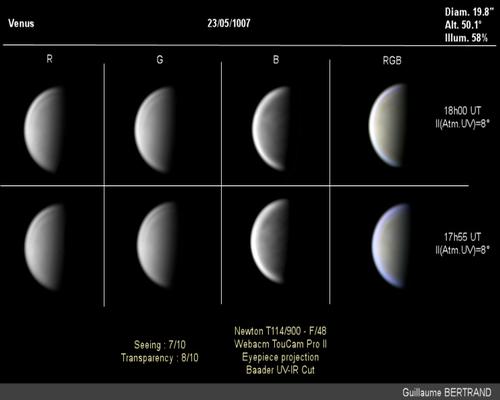 Venus
23/05/1007
Diam. 19.8"
Alt. 50.1°
Illum. 58%
R
G
B
RGB
18h00 UT
II(Atm.UV)=8°
17h55 UT
II(Atm.UV)=8°
Seeing : 7/10
Transparency : 8/10
Newton T114/900 - F/48
Webacm TouCam Pro II
Eyepiece projection
Baader UV-IR Cut
Guillaume BERTRAND